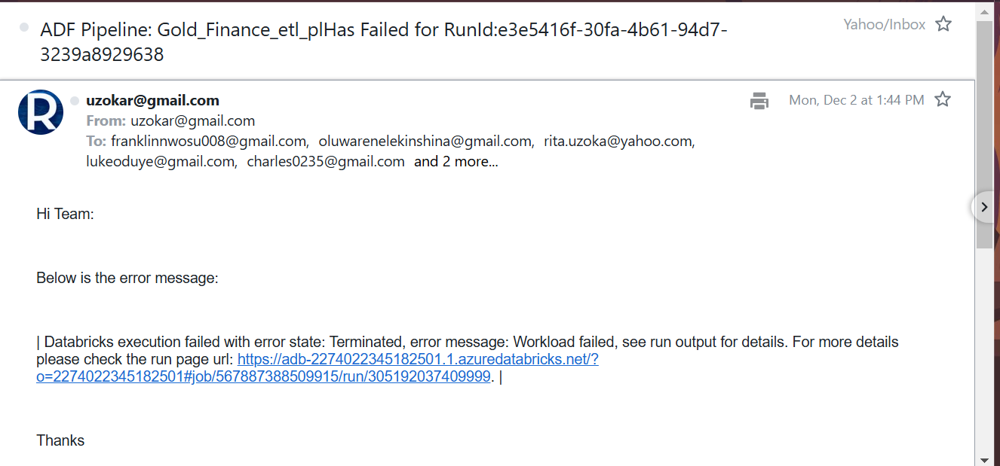 ADF Pipeline: Gold_Finance_etl_plHas Failed for RunId:e3e5416f-30fa-4b61-94d7-
3239a8929638
Yahoo/Inbox
R
uzokar@gmail.com
Mon, Dec 2 at 1:44 PM
From: uzokar@gmail.com
To: franklinnwosu008@gmail.com, oluwarenelekinshina@gmail.com, rita.uzoka@yahoo.com,
lukeoduye@gmail.com, charles0235@gmail.com and 2 more...
Hi Team:
Below is the error message:
| Databricks execution failed with error state: Terminated, error message: Workload failed, see run output for details. For more details
please check the run page url: https://adb-2274022345182501.1.azuredatabricks.net/?
o=2274022345182501#job/567887388509915/run/305192037409999. |
Thanks